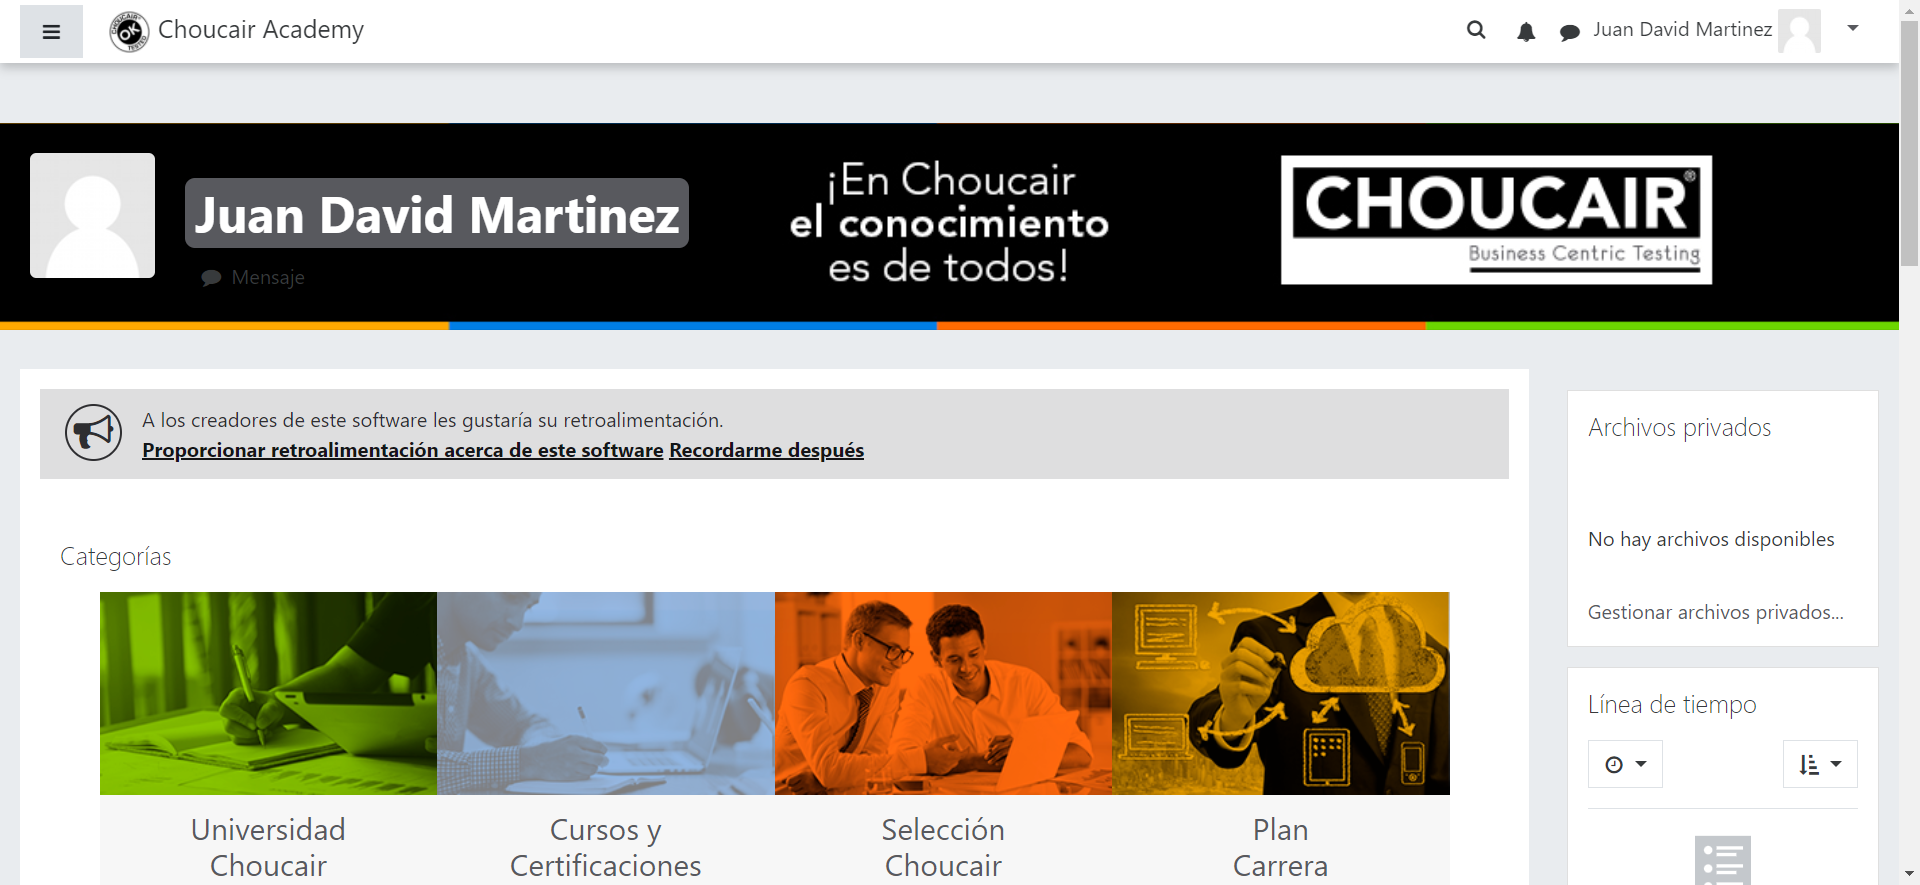 Choucair Academy
Juan David Martinez
CHOUCAIR
OK
TESTED
Juan David Martinez
Mensaje
¡En Choucair
el conocimiento
es de todos!
CHOUCAIR®
Business Centric Testing
A los creadores de este software les gustaría su retroalimentación.
Proporcionar retroalimentación acerca de este software Recordarme después
Categorías
Universidad
Choucair
Cursos y
Certificaciones
Selección
Choucair
Plan
Carrera
Archivos privados
No hay archivos disponibles
Gestionar archivos privados...
Línea de tiempo